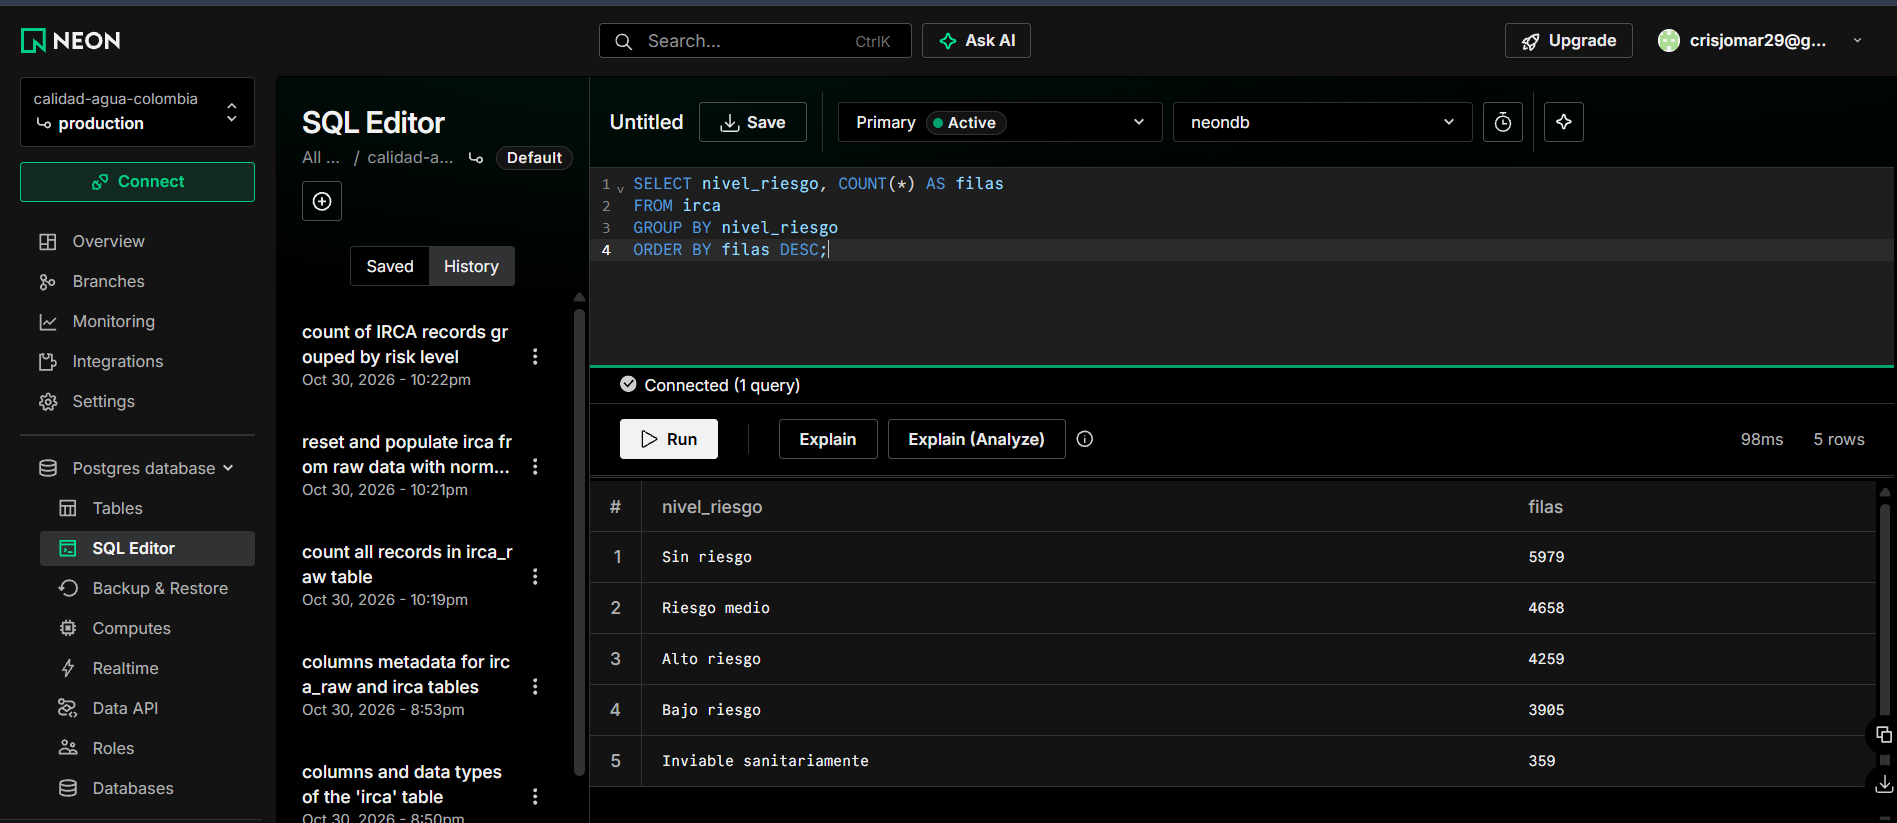 NEON
Search...
CtrlK
Ask AI
Upgrade
crisjomar29@g...
calidad-agua-colombia
production
Connect
Overview
Branches
Monitoring
Integrations
Settings
Postgres database
Tables
SQL Editor
Backup & Restore
Computes
Realtime
Data API
Roles
Databases
SQL Editor
All ... / calidad-a... Default
Saved
History
count of IRCA records gr
ouped by risk level
Oct 30, 2026 - 10:22pm
reset and populate irca fr
om raw data with norm...
Oct 30, 2026 - 10:21pm
count all records in irca_r
aw table
Oct 30, 2026 - 10:19pm
columns metadata for irc
a_raw and irca tables
Oct 30, 2026 - 8:53pm
columns and data types
of the 'irca' table
Oct 30, 2026 - 8:50pm
Untitled
Save
Primary Active
neondb
1 SELECT nivel_riesgo, COUNT(*) AS filas
2 FROM irca
3 GROUP BY nivel_riesgo
4 ORDER BY filas DESC;
Connected (1 query)
Run
Explain
Explain (Analyze)
98ms
5 rows
# nivel_riesgo filas
1 Sin riesgo 5979
2 Riesgo medio 4658
3 Alto riesgo 4259
4 Bajo riesgo 3905
5 Inviable sanitariamente 359